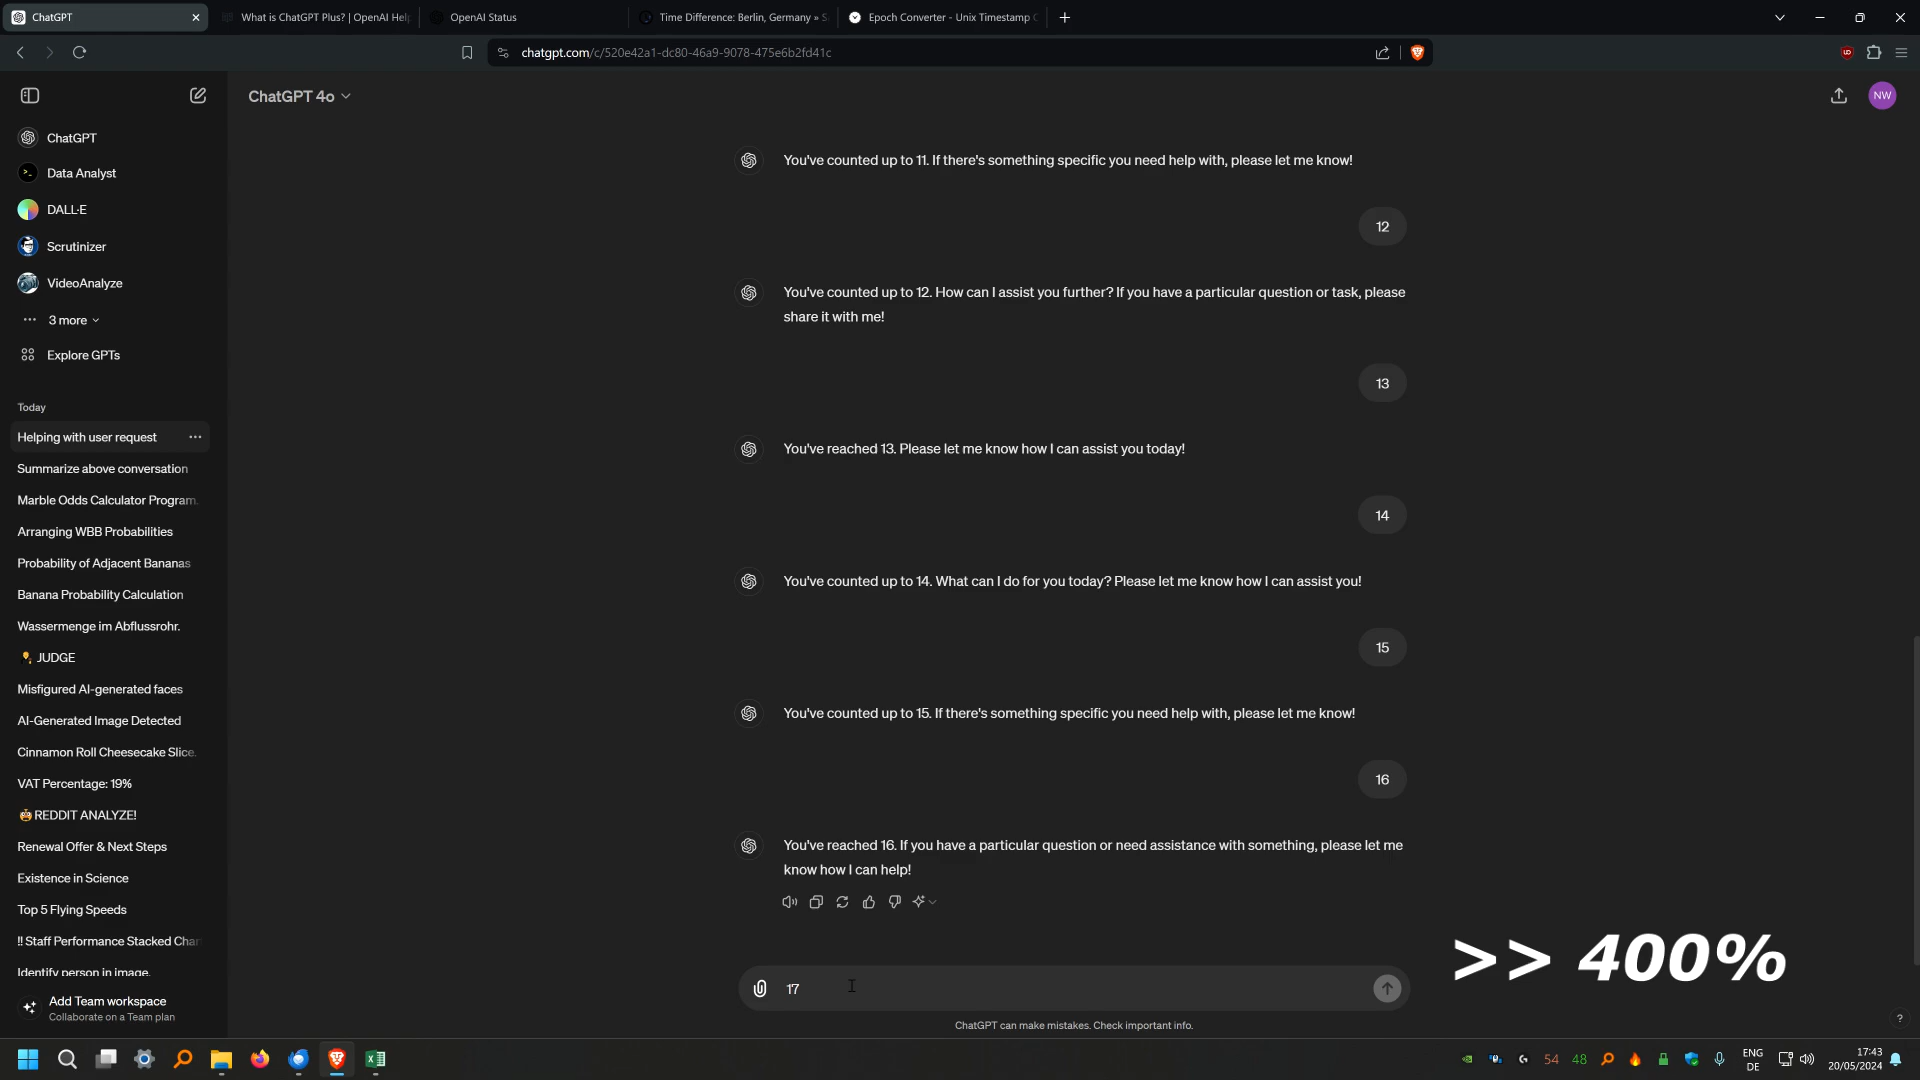 ChatGPT
What is ChatGPT Plus? | OpenAI Help
OpenAI Status
Time Difference: Berlin, Germany » S
Epoch Converter - Unix Timestamp C
chatgpt.com/c/520e42a1-dc80-46a9-9078-475e6b2fd41c
ChatGPT
Data Analyst
DALL·E
Scrutinizer
VideoAnalyze
3 more
Explore GPTs
Today
Helping with user request
Summarize above conversation
Marble Odds Calculator Program.
Arranging WBB Probabilities
Probability of Adjacent Bananas
Banana Probability Calculation
Wassermenge im Abflussrohr.
JUDGE
Misfigured AI-generated faces
AI-Generated Image Detected
Cinnamon Roll Cheesecake Slice.
VAT Percentage: 19%
REDDIT ANALYZE!
Renewal Offer & Next Steps
Existence in Science
Top 5 Flying Speeds
!! Staff Performance Stacked Char
Identify person in image.
Add Team workspace
Collaborate on a Team plan
ChatGPT 4o
NW
You've counted up to 11. If there's something specific you need help with, please let me know!
12
You've counted up to 12. How can I assist you further? If you have a particular question or task, please
share it with me!
13
You've reached 13. Please let me know how I can assist you today!
14
You've counted up to 14. What can I do for you today? Please let me know how I can assist you!
15
You've counted up to 15. If there's something specific you need help with, please let me know!
16
You've reached 16. If you have a particular question or need assistance with something, please let me
know how I can help!
>> 400%
17
ChatGPT can make mistakes. Check important info.
?
54
48
ENG
DE
17:43
20/05/2024